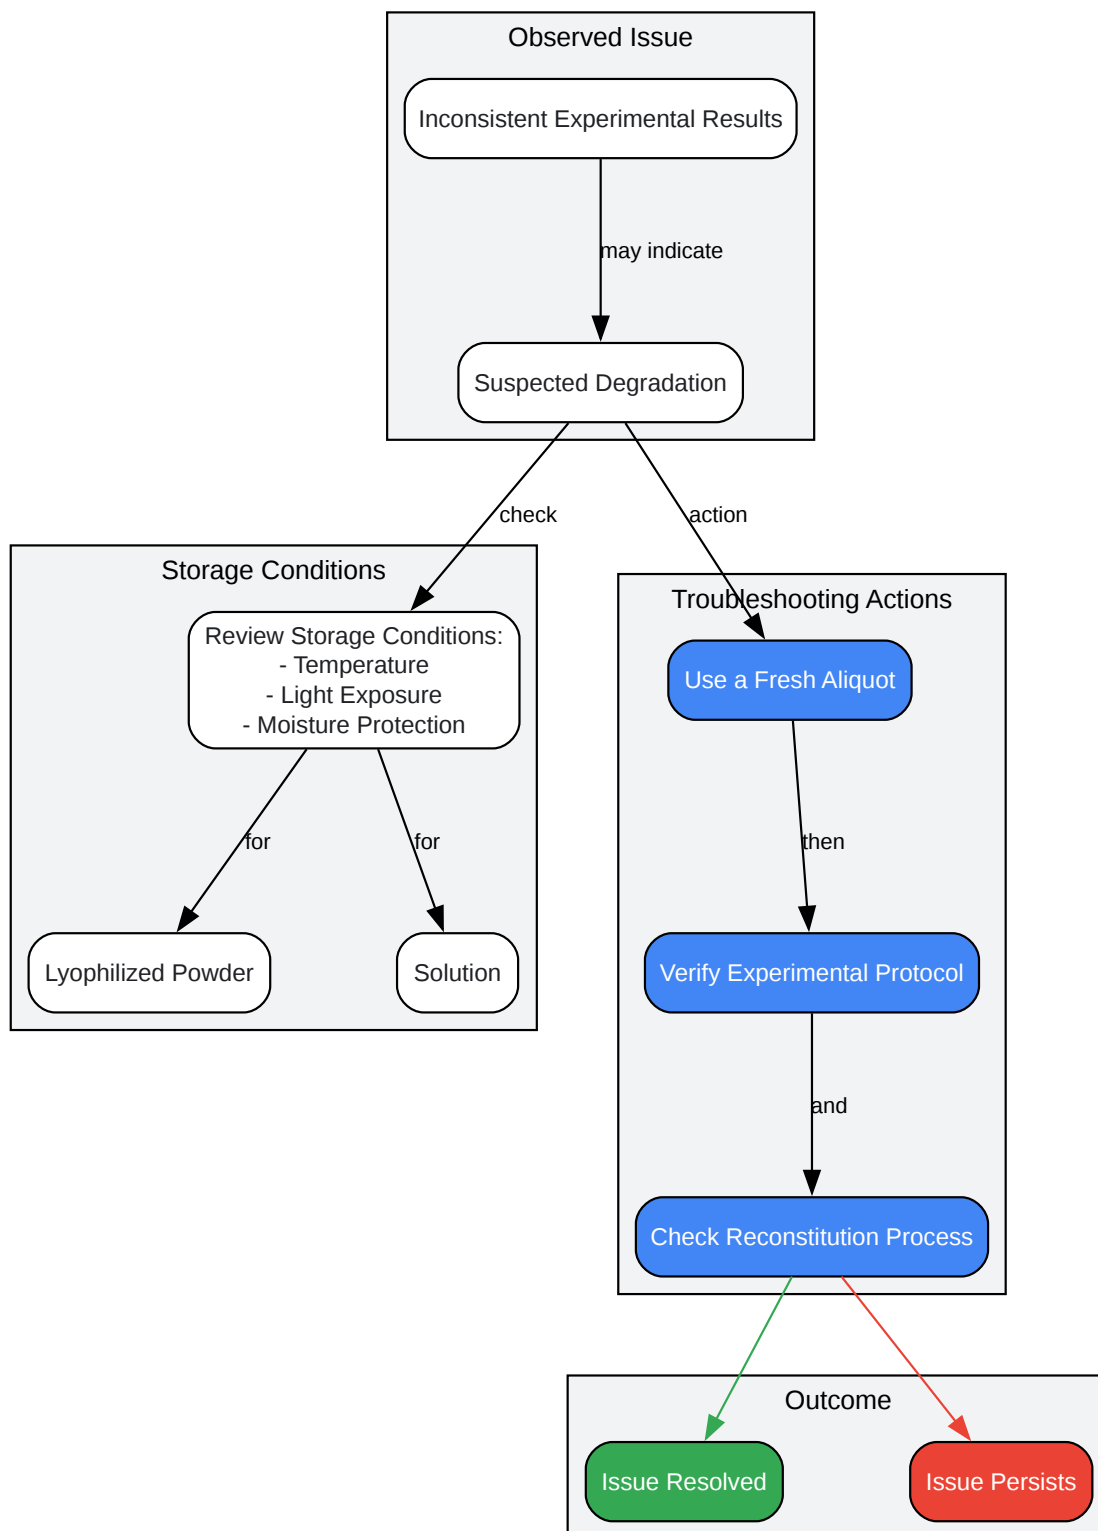 Observed Issue
Inconsistent Experimental Results
may indicate
Suspected Degradation
check
action
Storage Conditions
Review Storage Conditions:
- Temperature
- Light Exposure
- Moisture Protection
for
for
Lyophilized Powder
Solution
Troubleshooting Actions
Use a Fresh Aliquot
then
Verify Experimental Protocol
and
Check Reconstitution Process
Outcome
Issue Resolved
Issue Persists